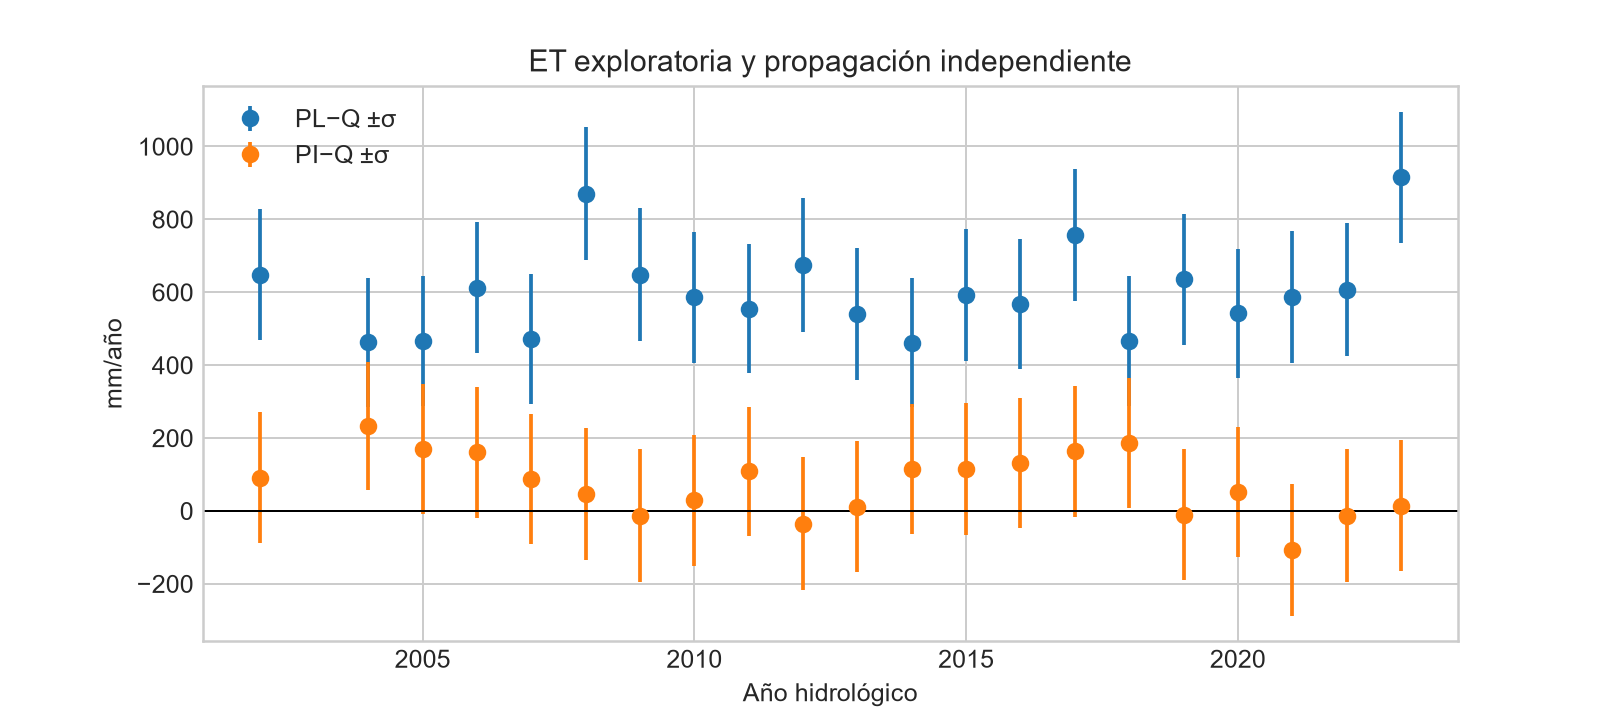 ET exploratoria y propagación independiente
PL−Q ±σ
PI−Q ±σ
1000
800
600
400
200
0
−200
mm/año
2005
2010
2015
2020
Año hidrológico